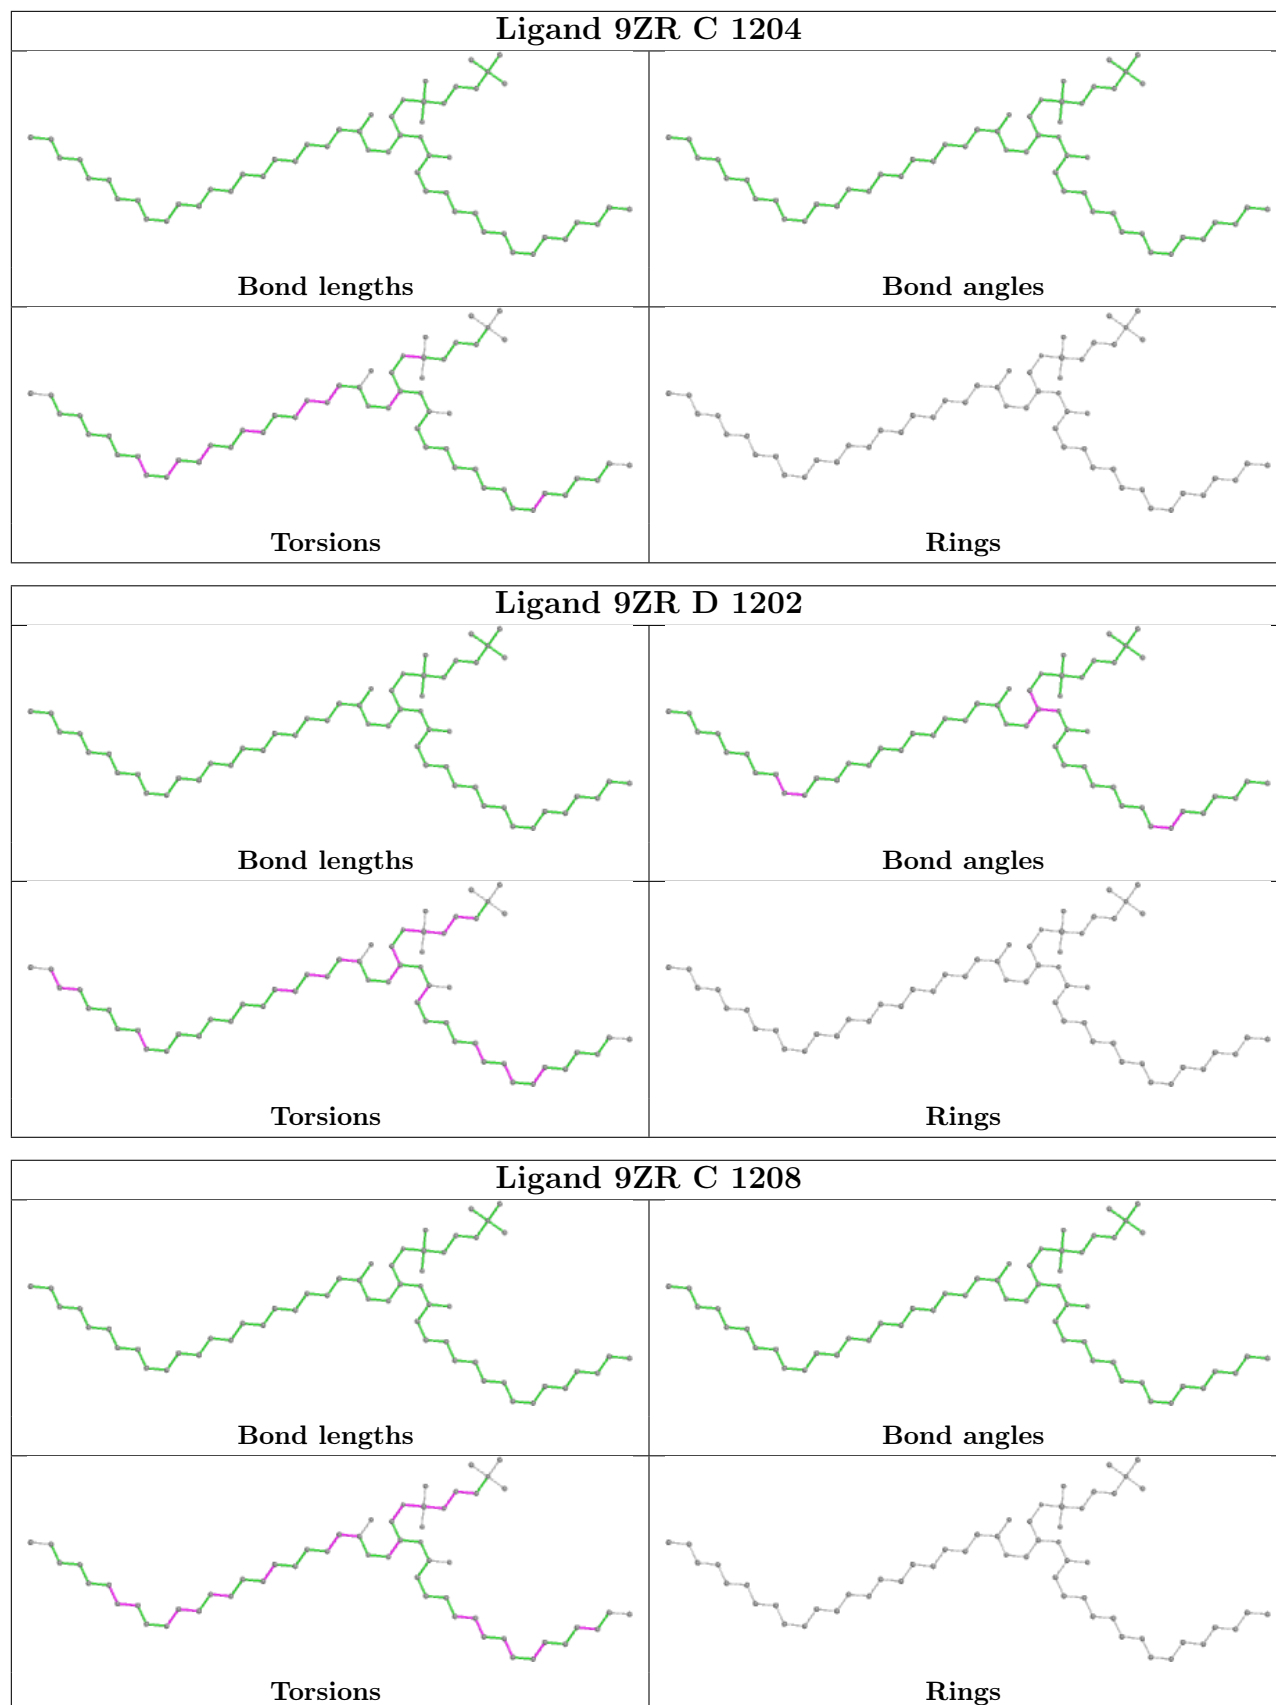 Ligand 9ZR C 1204
Bond lengths
Bond angles
Torsions
Rings
Ligand 9ZR D 1202
Bond lengths
Bond angles
Torsions
Rings
Ligand 9ZR C 1208
Bond lengths
Bond angles
Torsions
Rings